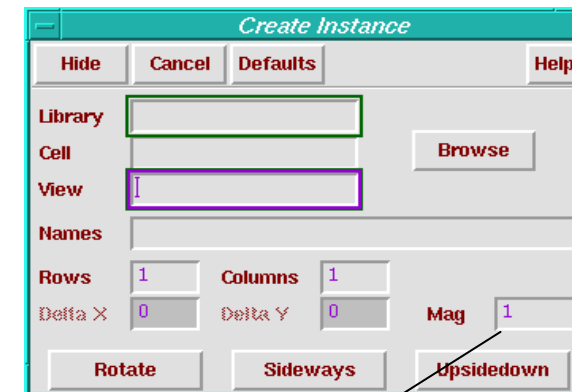 Create Instance
Hide Cancel Defaults Help
Library
Cell Browse
View
Names
Rows 1 Columns 1
Delta X 0 Delta Y 0 Mag 1
Rotate Sideways Upsidedown